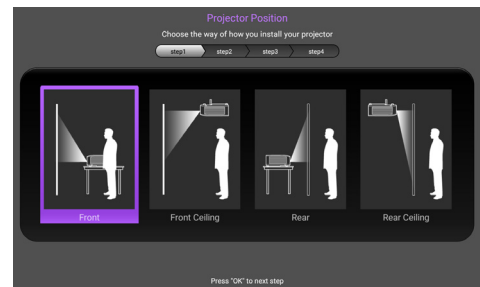 Projector Position
Choose the way of how you install your projector
step1 step2 step3 step4
Front Front Ceiling Rear Rear Ceiling
Press "OK" to next step